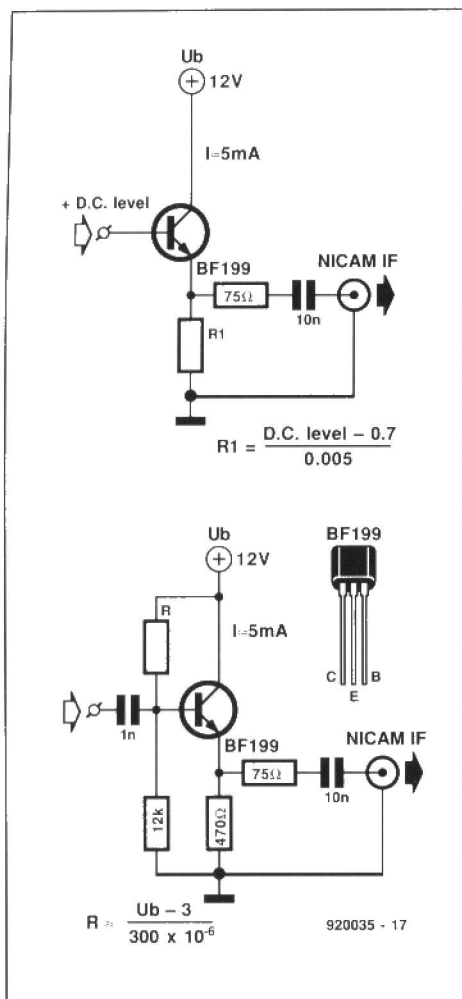 Ub
12V
I≈5mA
+ D.C. level
BF199
NICAM IF
75Ω
10n
R1
R1 = D.C. level – 0.7
0.005
Ub
12V
BF199
R
I≈5mA
C
E
B
1n
BF199
NICAM IF
75Ω
10n
12k
470Ω
R ≈ Ub – 3
300 x 10⁻⁶
920035 - 17